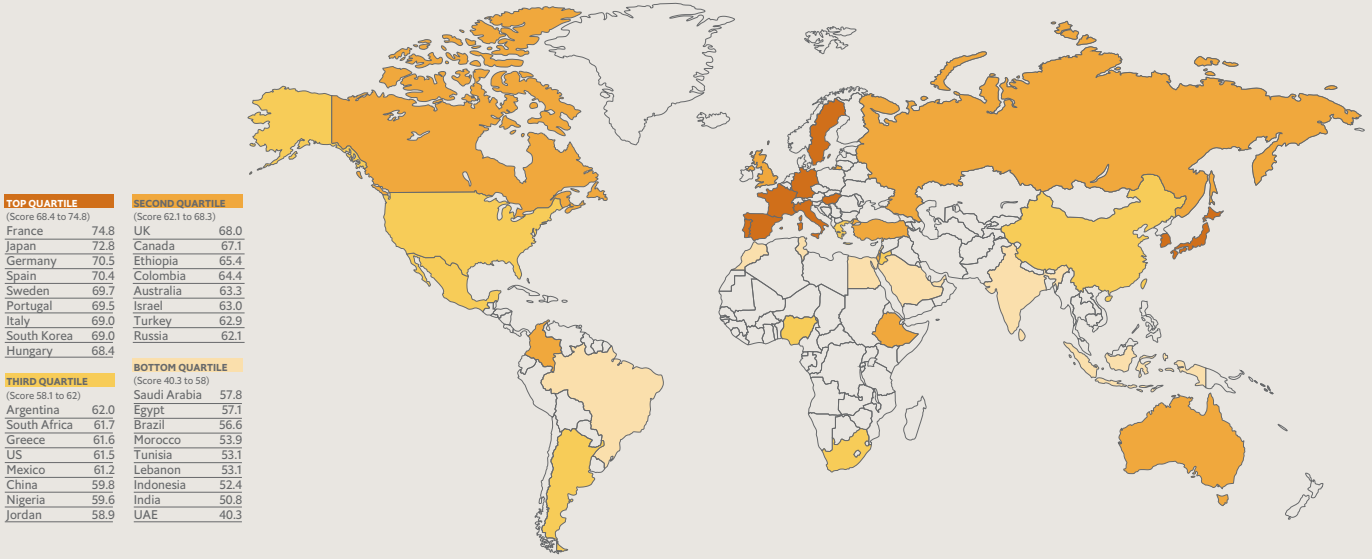 TOP QUARTILE
(Score 68.4 to 74.8)
France 74.8
Japan 72.8
Germany 70.5
Spain 70.4
Sweden 69.7
Portugal 69.5
Italy 69.0
South Korea 69.0
Hungary 68.4
THIRD QUARTILE
(Score 58.1 to 62)
Argentina 62.0
South Africa 61.7
Greece 61.6
US 61.5
Mexico 61.2
China 59.8
Nigeria 59.6
Jordan 58.9
SECOND QUARTILE
(Score 62.1 to 68.3)
UK 68.0
Canada 67.1
Ethiopia 65.4
Colombia 64.4
Australia 63.3
Israel 63.0
Turkey 62.9
Russia 62.1
BOTTOM QUARTILE
(Score 40.3 to 58)
Saudi Arabia 57.8
Egypt 57.1
Brazil 56.6
Morocco 53.9
Tunisia 53.1
Lebanon 53.1
Indonesia 52.4
India 50.8
UAE 40.3